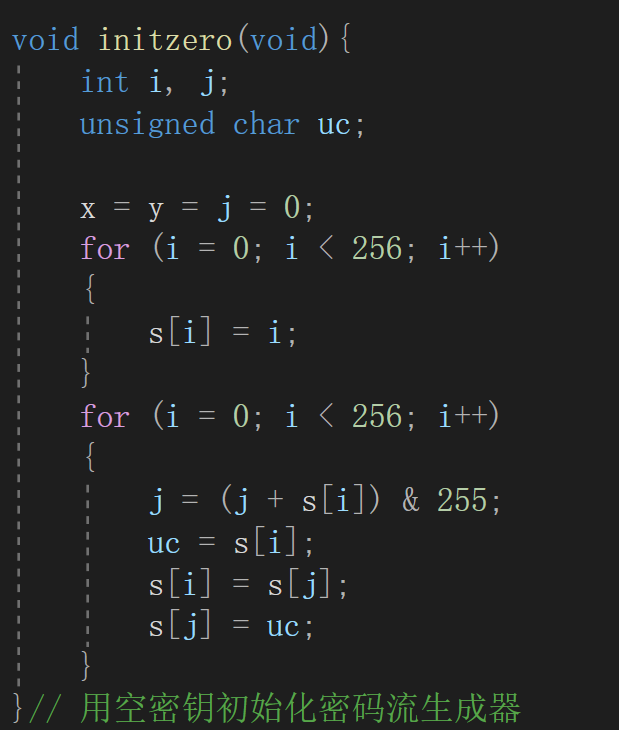 void initzero(void){
    int i, j;
    unsigned char uc;

    x = y = j = 0;
    for (i = 0; i < 256; i++)
    {
        s[i] = i;
    }
    for (i = 0; i < 256; i++)
    {
        j = (j + s[i]) & 255;
        uc = s[i];
        s[i] = s[j];
        s[j] = uc;
    }
}// 用空密钥初始化密码流生成器